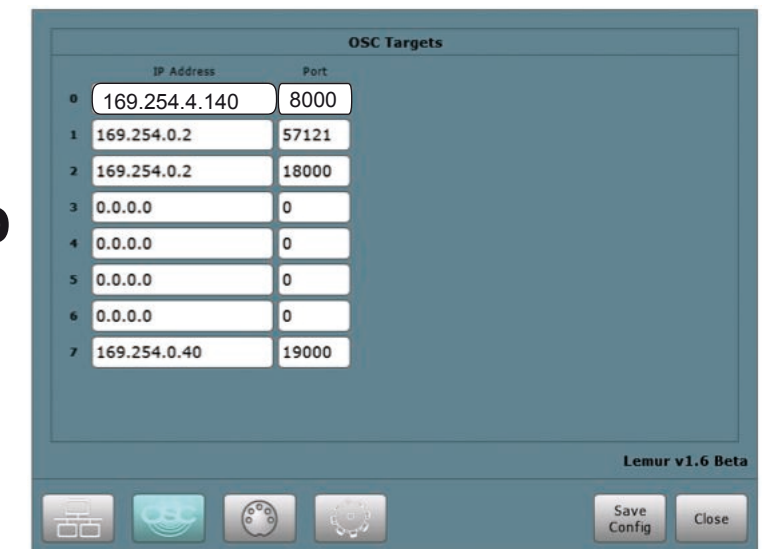 OSC Targets
IP Address Port
0 169.254.4.140 8000
1 169.254.0.2 57121
2 169.254.0.2 18000
3 0.0.0.0 0
4 0.0.0.0 0
5 0.0.0.0 0
6 0.0.0.0 0
7 169.254.0.40 19000
Lemur v1.6 Beta
OSC
Save
Config
Close